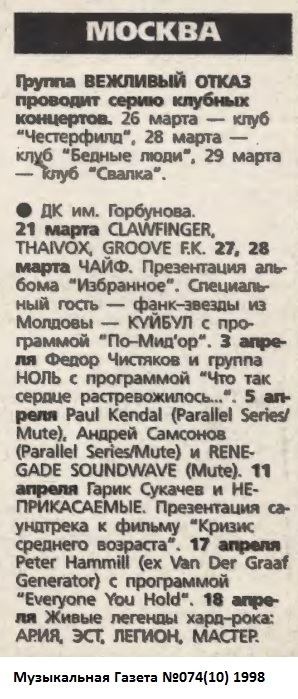 МОСКВА
Группа ВЕЖЛИВЫЙ ОТКАЗ
проводит серию клубных
концертов. 26 марта — клуб
"Честерфилд", 28 марта —
клуб "Бедные люди", 29 марта
— клуб "Свалка".
● ДК им. Горбунова.
21 марта CLAWFINGER,
THAIVOX, GROOVE F.K. 27, 28
марта ЧАЙФ. Презентация аль-
бома "Избранное". Специаль-
ный гость — фанк-звезды из
Молдовы — КУЙБУЛ с про-
граммой "По-Мид'ор". 3 апре-
ля Федор Чистяков и группа
НОЛЬ с программой "Что так
сердце растревожилось...". 5 ап-
реля Paul Kendal (Parallel Series/
Mute), Андрей Самсонов
(Parallel Series/Mute) и RENE-
GADE SOUNDWAVE (Mute). 11
апреля Гарик Сукачев и НЕ-
ПРИКАСАЕМЫЕ. Презентация са-
ундтрека к фильму "Кризис
среднего возраста". 17 апреля
Peter Hammill (ex Van Der Graaf
Generator) с программой
"Everyone You Hold". 18 апре-
ля Живые легенды хард-рока:
АРИЯ, ЭСТ, ЛЕГИОН, МАСТЕР.
Музыкальная Газета №074(10) 1998